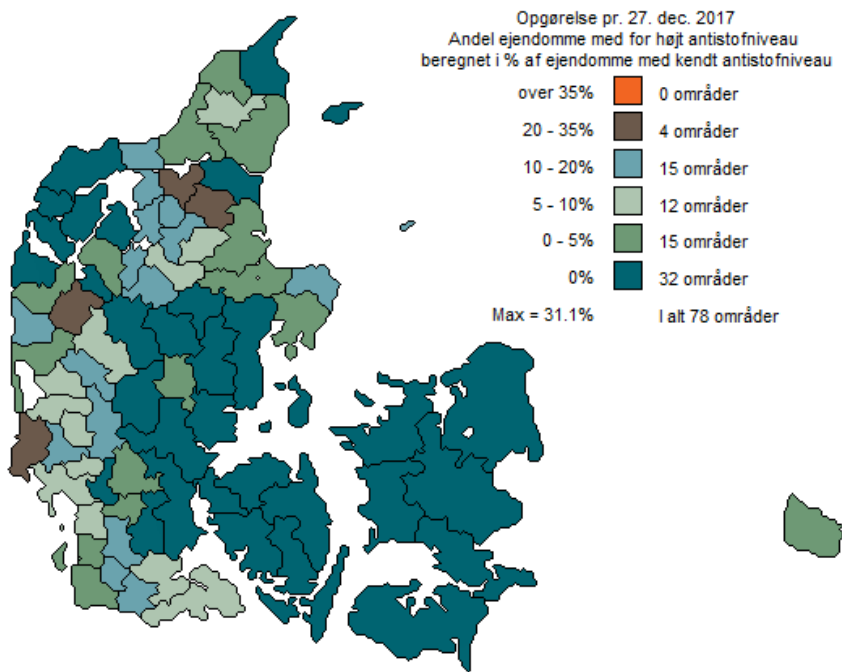 Opgørelse pr. 27. dec. 2017
Andel ejendomme med for højt antistofniveau
beregnet i % af ejendomme med kendt antistofniveau
over 35% 0 områder
20 - 35% 4 områder
10 - 20% 15 områder
5 - 10% 12 områder
0 - 5% 15 områder
0% 32 områder
Max = 31.1% I alt 78 områder